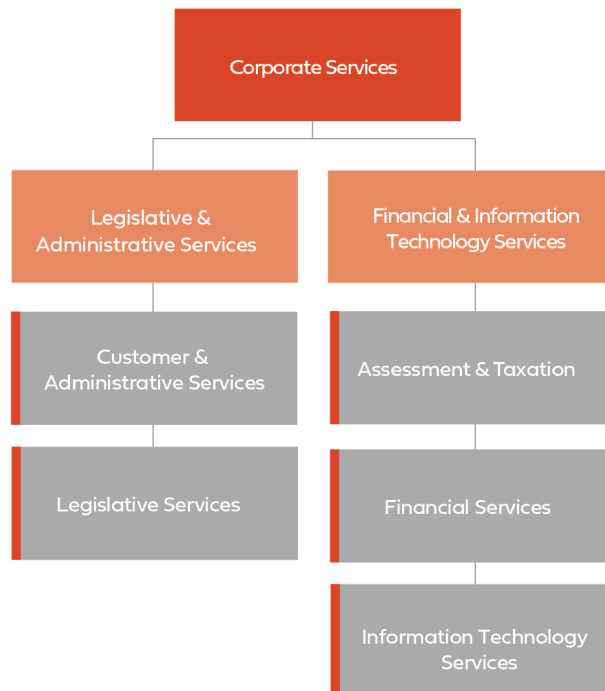 Corporate Services
Legislative &
Administrative Services
Financial & Information
Technology Services
Customer &
Administrative Services
Assessment & Taxation
Legislative Services
Financial Services
Information Technology
Services